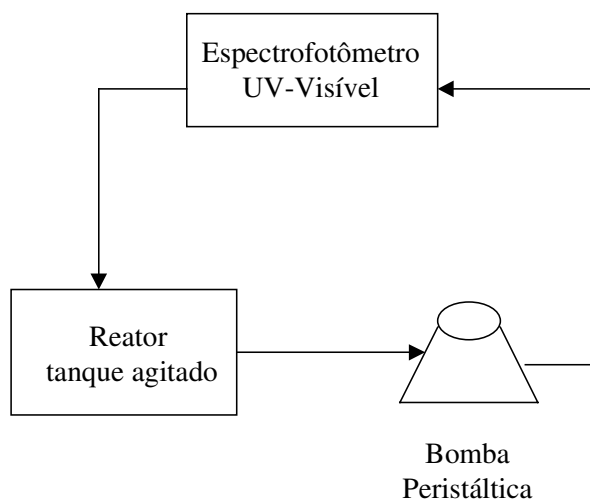 Espectrofotômetro
UV-Visível
Reator
tanque agitado
Bomba
Peristáltica